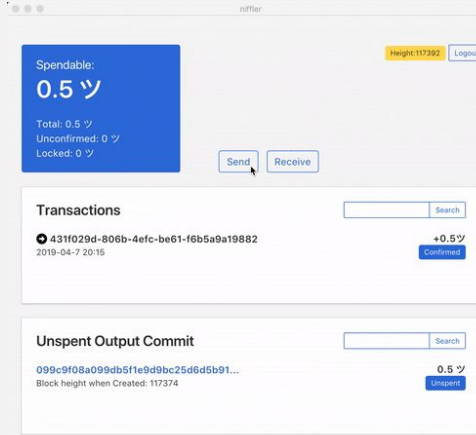 niffler
Spendable:
0.5 ツ
Total: 0.5 ツ
Unconfirmed: 0 ツ
Locked: 0 ツ
Height:117392
Logou
Send
Receive
Transactions
Search
431f029d-806b-4efc-be61-f6b5a9a19882
+0.5ツ
2019-04-7 20:15
Confirmed
Unspent Output Commit
Search
099c9f08a099db5f1e9d9bc25d6d5b91...
0.5 ツ
Block height when Created: 117374
Unspent